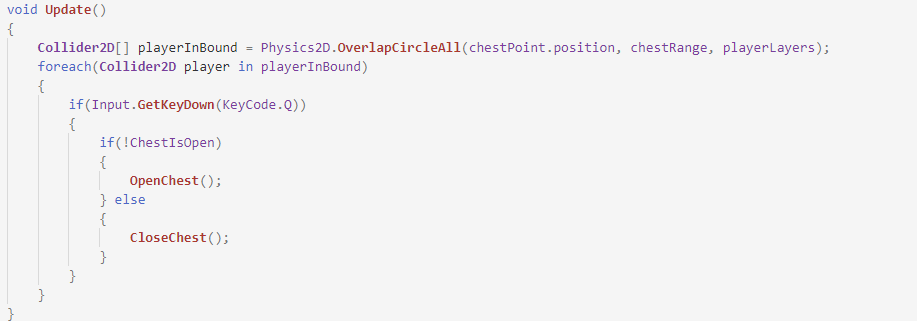 void Update()
{
    Collider2D[] playerInBound = Physics2D.OverlapCircleAll(chestPoint.position, chestRange, playerLayers);
    foreach(Collider2D player in playerInBound)
    {
        if(Input.GetKeyDown(KeyCode.Q))
        {
            if(!ChestIsOpen)
            {
                OpenChest();
            } else
            {
                CloseChest();
            }
        }
    }
}